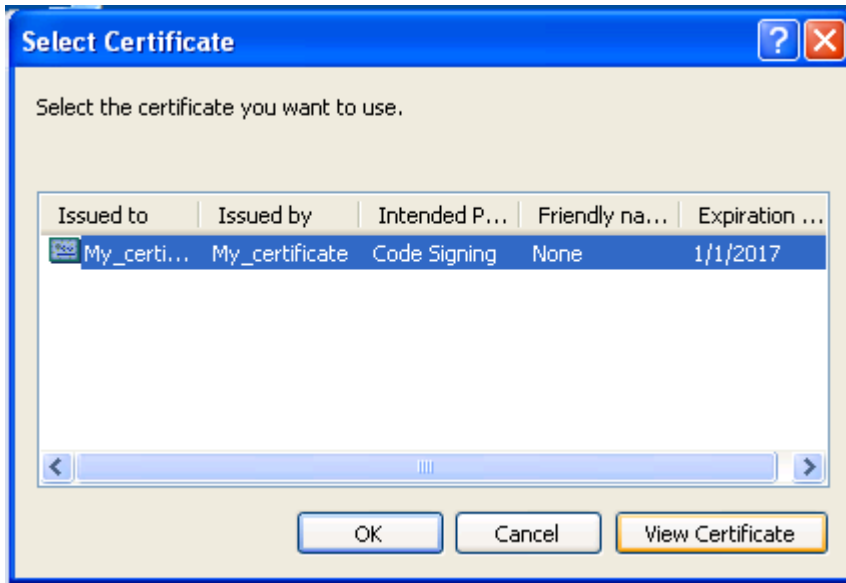 Select Certificate
Select the certificate you want to use.
Issued to Issued by Intended P... Friendly na... Expiration ...
My_certi... My_certificate Code Signing None 1/1/2017
OK Cancel View Certificate